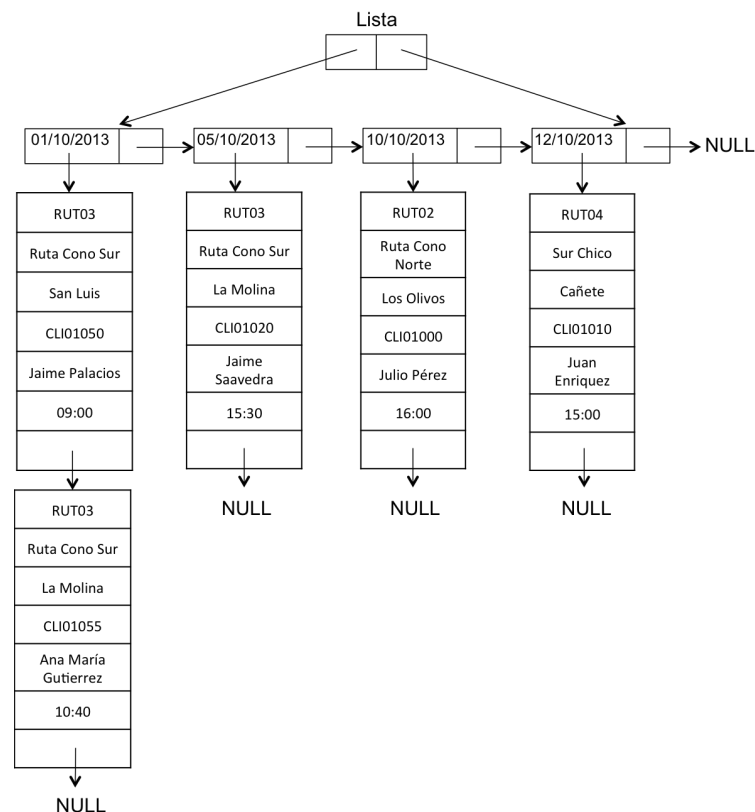 Lista
01/10/2013
05/10/2013
10/10/2013
12/10/2013
NULL
RUT03
Ruta Cono Sur
San Luis
CLI01050
Jaime Palacios
09:00
RUT03
Ruta Cono Sur
La Molina
CLI01055
Ana María
Gutierrez
10:40
NULL
RUT03
Ruta Cono Sur
La Molina
CLI01020
Jaime
Saavedra
15:30
NULL
RUT02
Ruta Cono
Norte
Los Olivos
CLI01000
Julio Pérez
16:00
NULL
RUT04
Sur Chico
Cañete
CLI01010
Juan
Enriquez
15:00
NULL